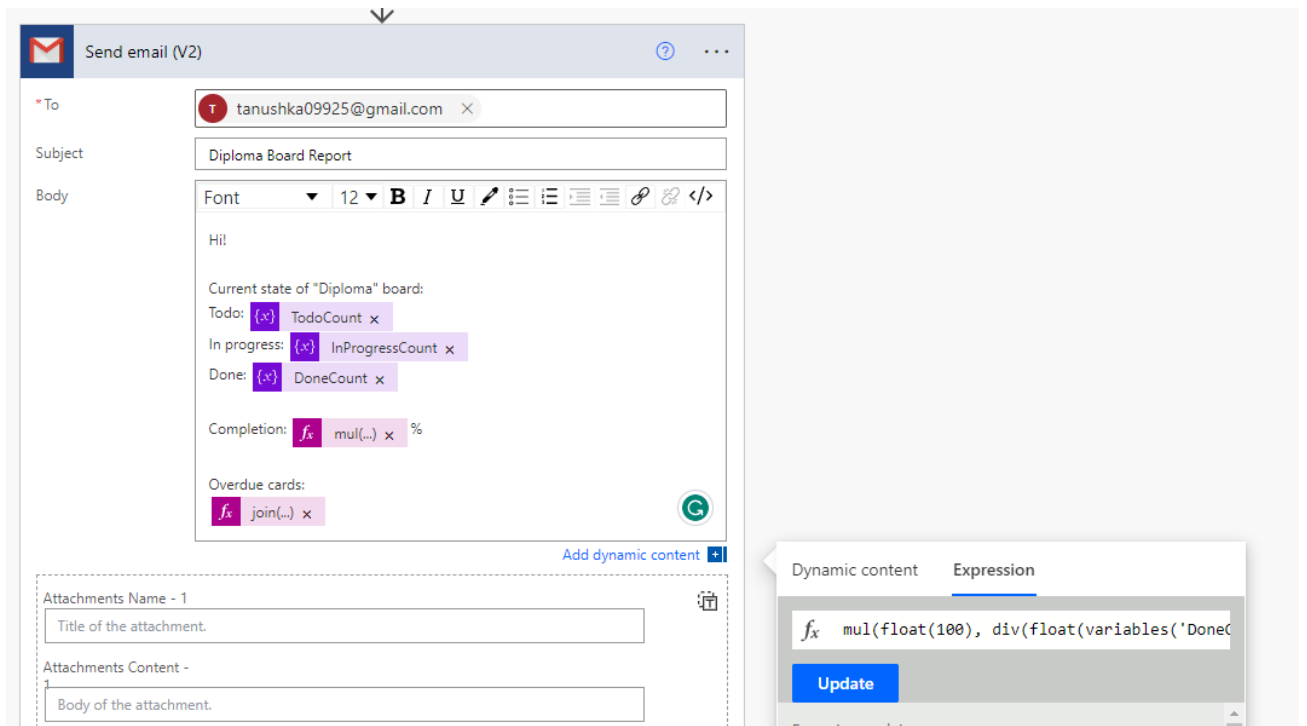 Send email (V2)
* To
T tanushka09925@gmail.com ×
Subject
Diploma Board Report
Body
Font 12 B I U </>
Hi!
Current state of "Diploma" board:
Todo: {x} TodoCount ×
In progress: {x} InProgressCount ×
Done: {x} DoneCount ×
Completion: fx mul(...) × %
Overdue cards:
fx join(...) ×
Add dynamic content +
Attachments Name - 1
Title of the attachment.
Attachments Content -
1
Body of the attachment.
Dynamic content Expression
fx mul(float(100), div(float(variables('Done
Update